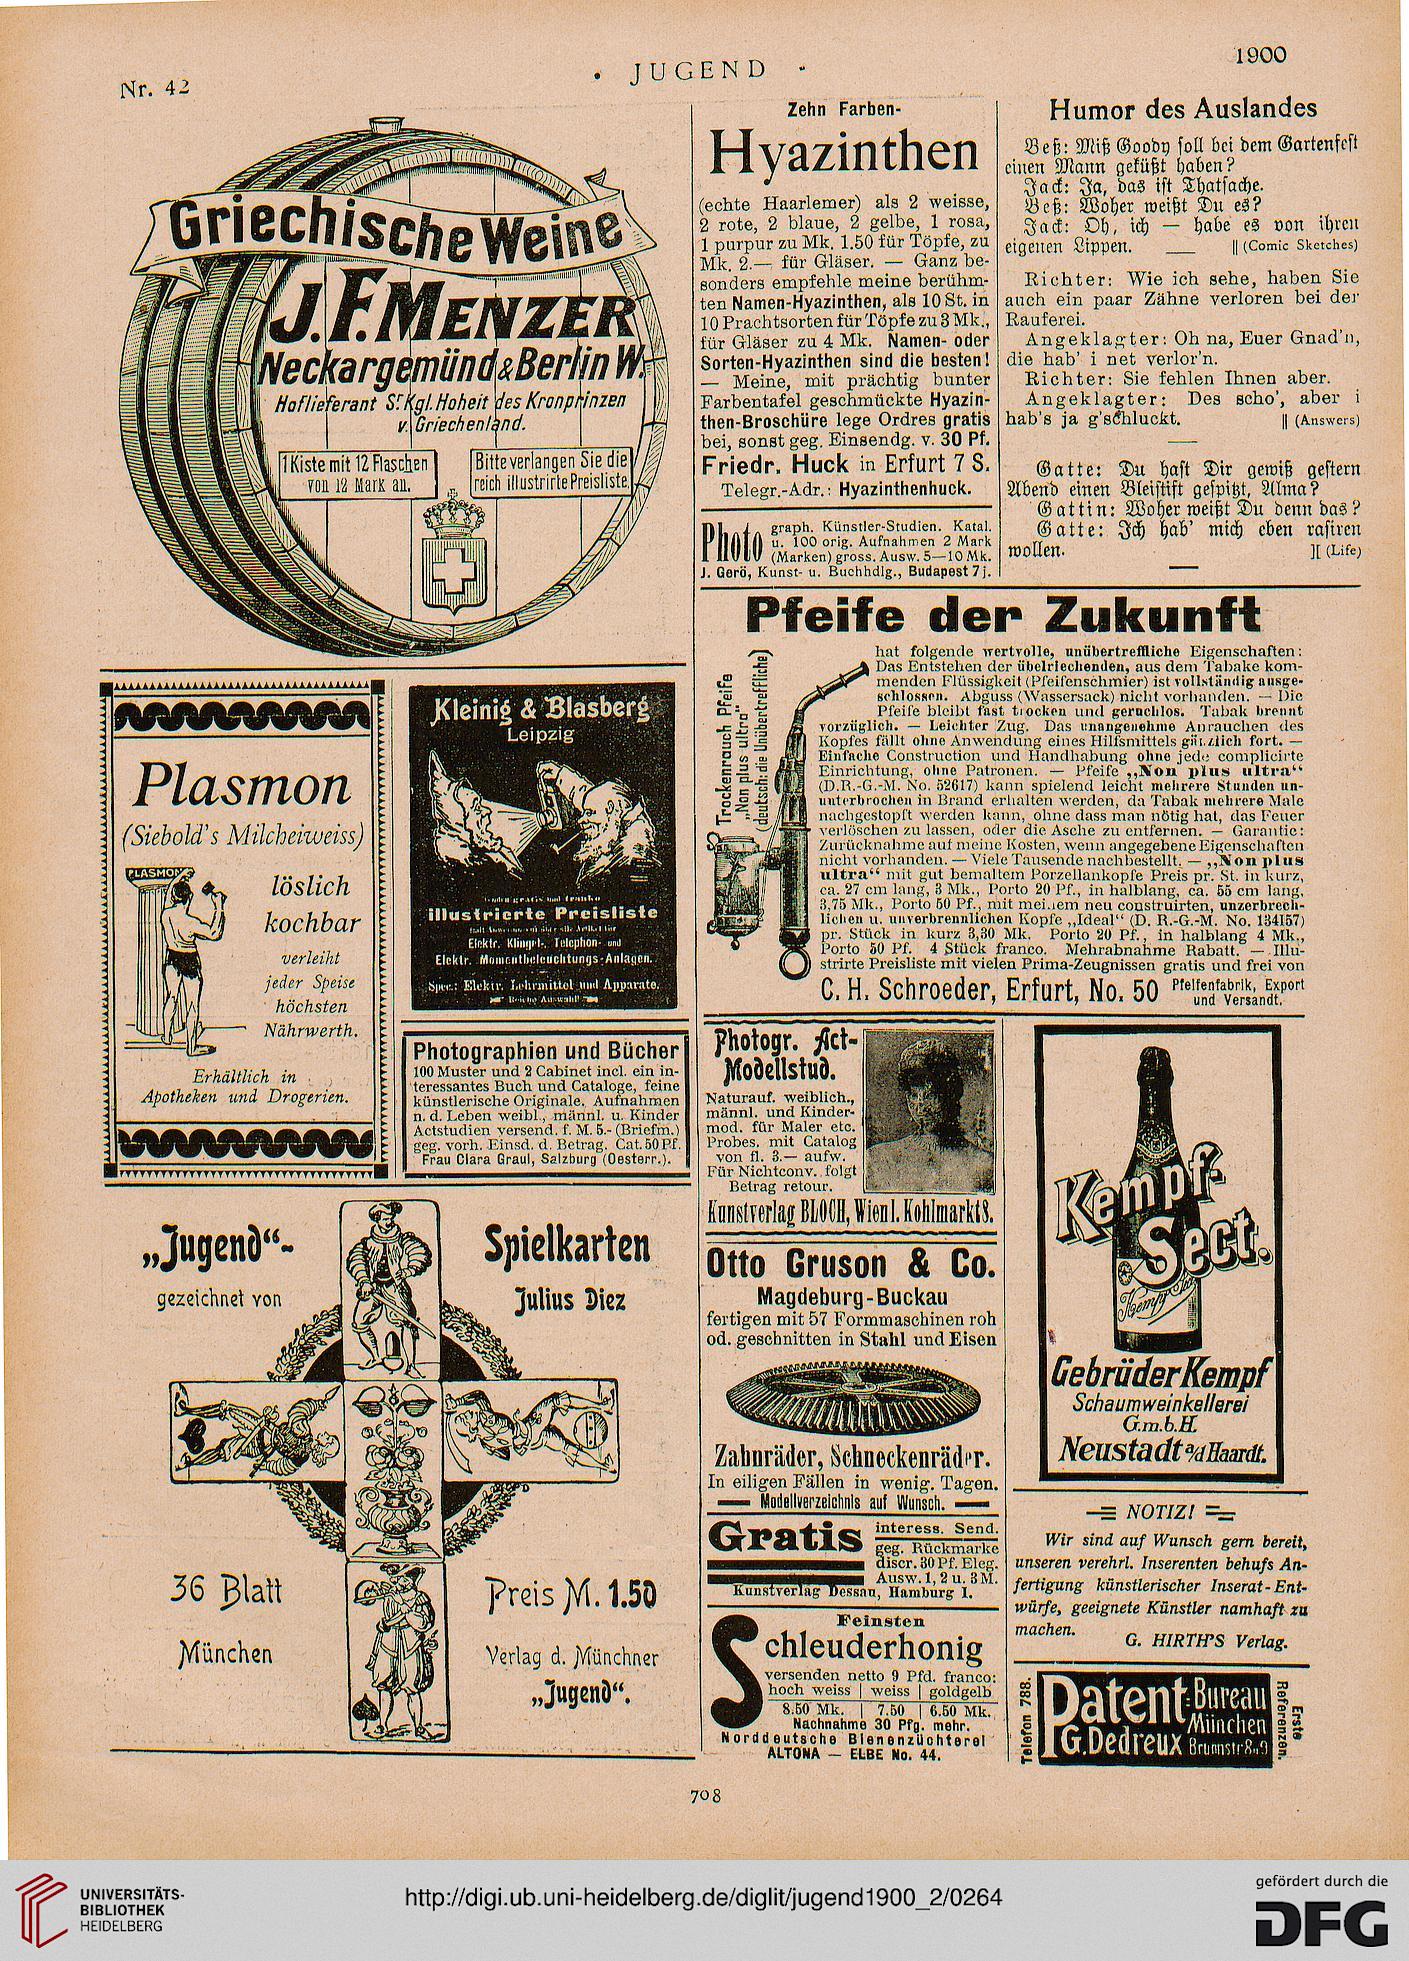 Nr. 42
• JUGEND •
1900
Griechische Weine
J. F. MENZER
Neckargemünd & Berlin W.
Hoflieferant Sr. Kgl. Hoheit des Kronprinzen
v. Griechenland.
1 Kiste mit 12 Flaschen
von 12 Mark an.
Bitte verlangen Sie die
reich illustrirte Preisliste.
Zehn Farben-
Hyazinthen
(echte Haarlemer) als 2 weisse,
2 rote, 2 blaue, 2 gelbe, 1 rosa,
1 purpur zu Mk. 1.50 für Töpfe, zu
Mk. 2.— für Gläser. — Ganz be-
sonders empfehle meine berühm-
ten Namen-Hyazinthen, als 10 St. in
10 Prachtsorten für Töpfe zu 3 Mk.,
für Gläser zu 4 Mk. Namen- oder
Sorten-Hyazinthen sind die besten!
— Meine, mit prächtig bunter
Farbentafel geschmückte Hyazin-
then-Broschüre lege Ordres gratis
bei, sonst geg. Einsendg. v. 30 Pf.
Friedr. Huck in Erfurt 7 S.
Telegr.-Adr.: Hyazinthenhuck.
Photo graph. Künstler-Studien. Katal.
u. 100 orig. Aufnahmen 2 Mark
(Marken) gross. Ausw. 5—10 Mk.
J. Gerö, Kunst- u. Buchhdlg., Budapest 7 j.
Humor des Auslandes
Beß: Miß Goody soll bei dem Gartenfest
einen Mann geküßt haben?
Jack: Ja, das ist Thatsache.
Beß: Woher weißt Du es?
Jack: Oh, ich — habe es von ihren
eigenen Lippen. || (Comic Sketches)
Richter: Wie ich sehe, haben Sie
auch ein paar Zähne verloren bei der
Rauferei.
Angeklagter: Oh na, Euer Gnad'n,
die hab' i net verlor'n.
Richter: Sie fehlen Ihnen aber.
Angeklagter: Des scho', aber i
hab's ja g'schluckt. || (Answers)
Gatte: Du hast Dir gewiß gestern
Abend einen Bleistift gespitzt, Alma?
Gattin: Woher weißt Du denn das?
Gatte: Ich hab' mich eben rasiren
wollen. ][ (Life)
Pfeife der Zukunft
Trockenrauch Pfeife
„Non plus ultra"
(deutsch: die Unübertreffliche)
hat folgende wertvolle, unübertreffliche Eigenschaften:
Das Entstehen der übelriechenden, aus dem Tabake kom-
menden Flüssigkeit (Pfeifenschmier) ist vollständig ausge-
schlossen. Abguss (Wassersack) nicht vorhanden. — Die
Pfeife bleibt fast trocken und geruchlos. Tabak brennt
vorzüglich. — Leichter Zug. Das unangenehme Anrauchen des
Kopfes fällt ohne Anwendung eines Hilfsmittels gänzlich fort. —
Einfache Construction und Handhabung ohne jede complicirte
Einrichtung, ohne Patronen. — Pfeife „Non plus ultra"
(D.R.-G.-M. No. 52617) kann spielend leicht mehrere Stunden un-
unterbrochen in Brand erhalten werden, da Tabak mehrere Male
nachgestopft werden kann, ohne dass man nötig hat, das Feuer
verlöschen zu lassen, oder die Asche zu entfernen. — Garantie:
Zurücknahme auf meine Kosten, wenn angegebene Eigenschaften
nicht vorhanden. — Viele Tausende nachbestellt. — „Non plus
ultra" mit gut bemaltem Porzellankopfe Preis pr. St. in kurz,
ca. 27 cm lang, 3 Mk., Porto 20 Pf., in halblang, ca. 55 cm lang,
3,75 Mk., Porto 50 Pf., mit meinem neu construirten, unzerbrech-
lichen u. unverbrennlichen Kopfe „Ideal" (D. R.-G.-M. No. 134157)
pr. Stück in kurz 3,30 Mk. Porto 20 Pf., in halblang 4 Mk.,
Porto 50 Pf. 4 Stück franco. Mehrabnahme Rabatt. — Illu-
strirte Preisliste mit vielen Prima-Zeugnissen gratis und frei von
C. H. Schroeder, Erfurt, No. 50 Pfeifenfabrik, Export
und Versandt.
Plasmon
(Siebold's Milcheiweiss)
PLASMON
löslich
kochbar
verleiht
jeder Speise
höchsten
Nährwerth.
Erhältlich in
Apotheken und Drogerien.
Kleinig & Blasberg
Leipzig
senden gratis und franko
illustrierte Preisliste
Elektr. Klingel-, Telephon- und
Elektr. Momentbeleuchtungs-Anlagen.
Spec.: Elektr. Lehrmittel und Apparate.
Reiche Auswahl
Photographien und Bücher
100 Muster und 2 Cabinet incl. ein in-
teressantes Buch und Cataloge, feine
künstlerische Originale. Aufnahmen
n. d. Leben weibl., männl. u. Kinder
Actstudien versend. f. M. 5.- (Briefm.)
geg. vorh. Einsd. d. Betrag. Cat. 50 Pf.
Frau Clara Graul, Salzburg (Oesterr.).
Photogr. Act-
Modellstud.
Naturauf. weiblich.,
männl. und Kinder-
mod. für Maler etc.
Probes. mit Catalog
von fl. 3.— aufw.
Für Nichtconv. folgt
Betrag retour.
Kunstverlag BLOCH, Wien I. Kohlmarkt 8.
Kempf-
Sect.
Kempf Sect
Gebrüder Kempf
Schaumweinkellerei
G.m.b.H.
Neustadt a/d Haardt.
„Jugend"-
Spielkarten
gezeichnet von
Julius Diez
36 Blatt
Preis M. 1.50
München
Verlag d. Münchner
„Jugend".
Otto Gruson & Co.
Magdeburg-Buckau
fertigen mit 57 Formmaschinen roh
od. geschnitten in Stahl und Eisen
Zahnräder, Schneckenräder.
In eiligen Fällen in wenig. Tagen.
Modellverzeichnis auf Wunsch.
Gratis interess. Send.
geg. Rückmarke
discr. 30 Pf. Eleg.
Ausw. 1, 2 u. 3 M.
Kunstverlag Dessau, Hamburg I.
Feinsten
Schleuderhonig
versenden netto 9 Pfd. franco:
hoch weiss | weiss | goldgelb
8.50 Mk. | 7.50 | 6.50 Mk.
Nachnahme 30 Pfg. mehr.
Norddeutsche Bienenzüchterei
ALTONA — ELBE No. 44.
NOTIZ!
Wir sind auf Wunsch gern bereit,
unseren verehrl. Inserenten behufs An-
fertigung künstlerischer Inserat-Ent-
würfe, geeignete Künstler namhaft zu
machen.
G. HIRTH'S Verlag.
Telefon 788.
Patent-Bureau
München
G. Dedreux Brunnstr 8 u 9
Erste
Referenzen.
708
UNIVERSITÄTS-
BIBLIOTHEK
HEIDELBERG
http://digi.ub.uni-heidelberg.de/diglit/jugend1900_2/0264
gefördert durch die
DFG